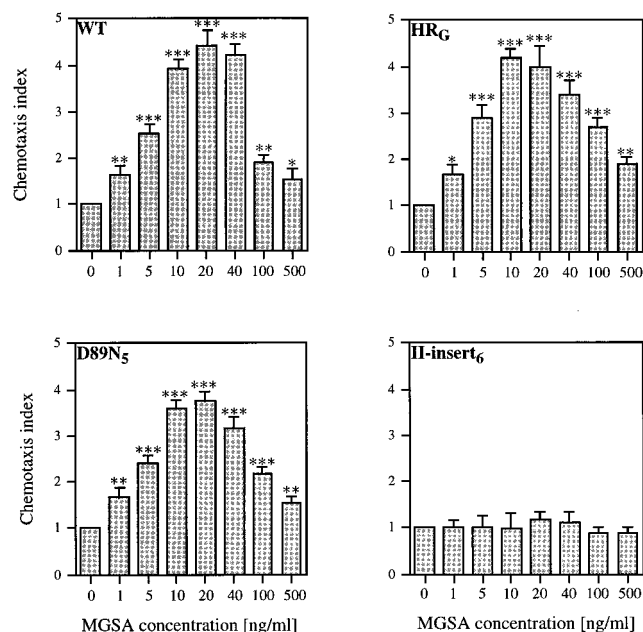 WT
5
4
3
2
1
0
Chemotaxis index
** *** *** *** *** ** *
0 1 5 10 20 40 100 500
HRG
5
4
3
2
1
0
* *** *** *** *** *** **
0 1 5 10 20 40 100 500
D89N5
5
4
3
2
1
0
Chemotaxis index
** *** *** *** *** *** **
0 1 5 10 20 40 100 500
MGSA concentration [ng/ml]
II-insert6
5
4
3
2
1
0
0 1 5 10 20 40 100 500
MGSA concentration [ng/ml]